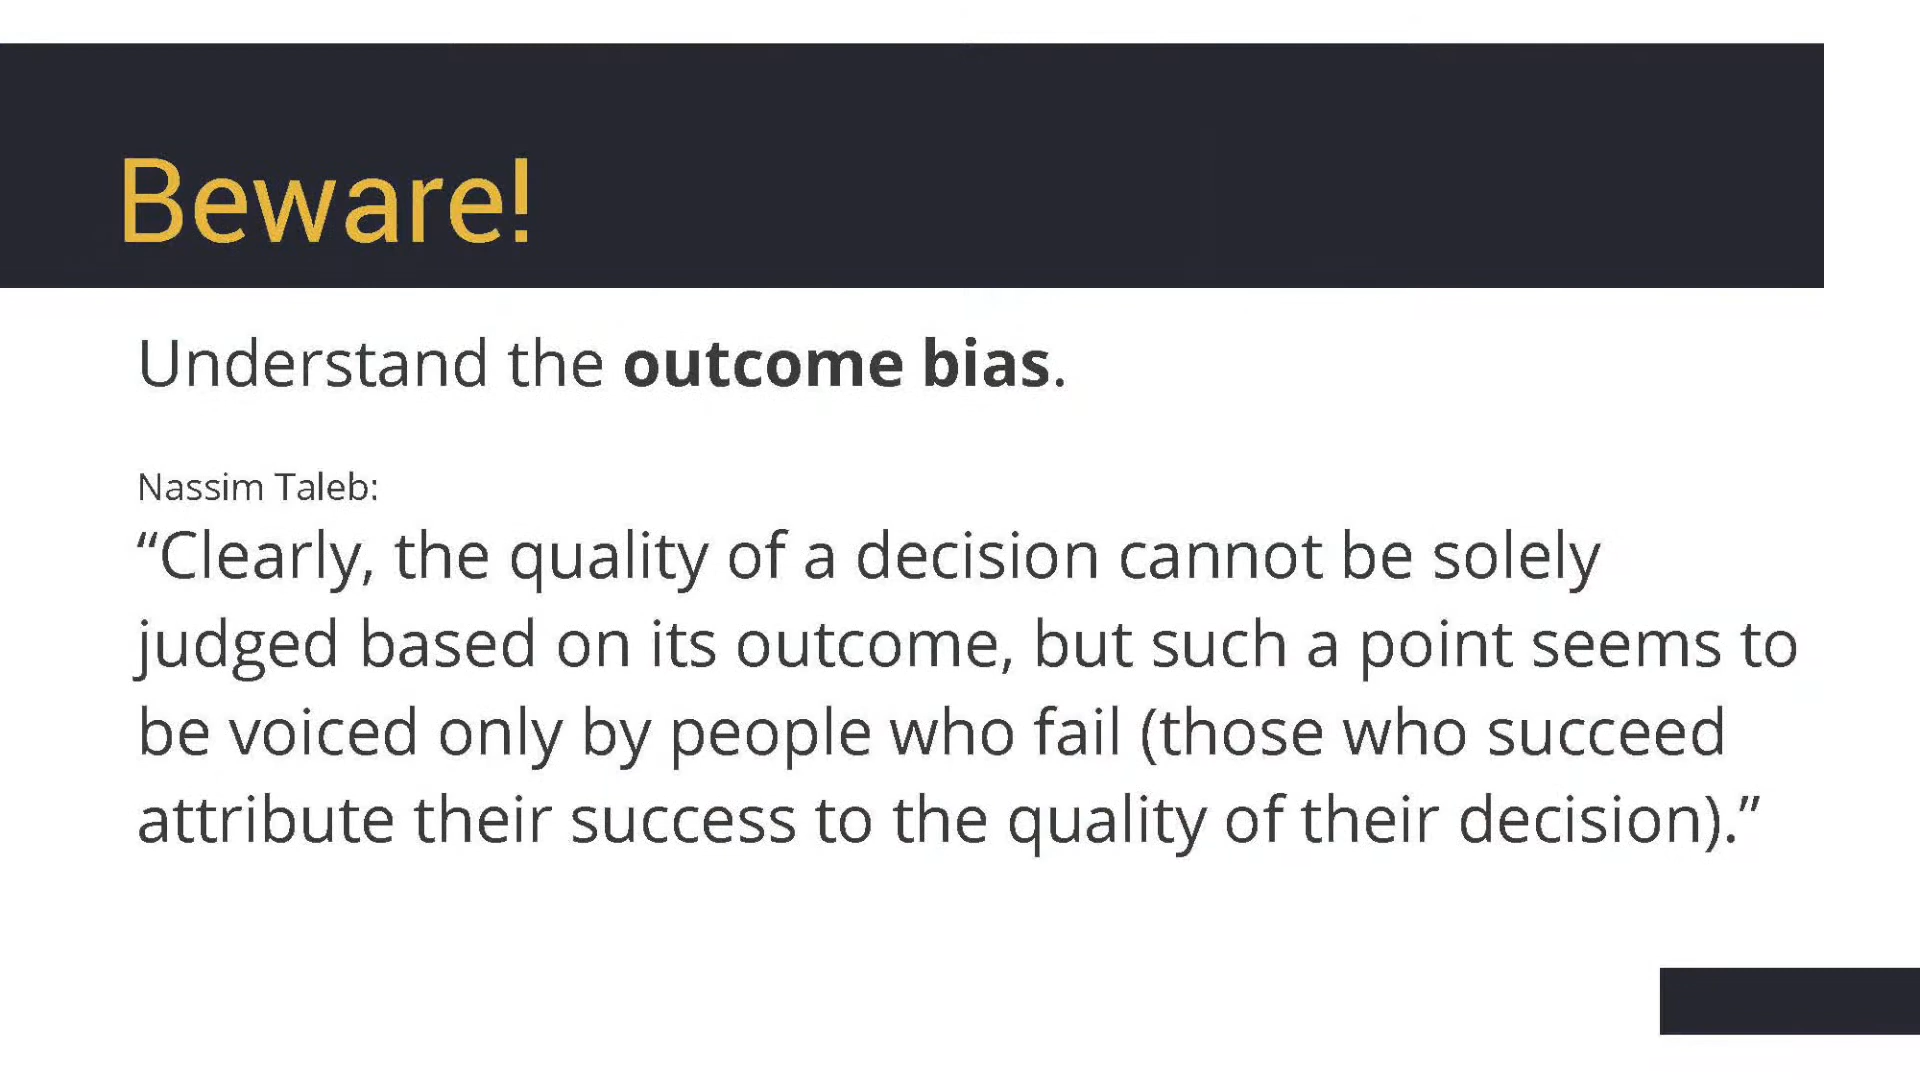 Beware!
Understand the outcome bias.
Nassim Taleb:
“Clearly, the quality of a decision cannot be solely
judged based on its outcome, but such a point seems to
be voiced only by people who fail (those who succeed
attribute their success to the quality of their decision).”